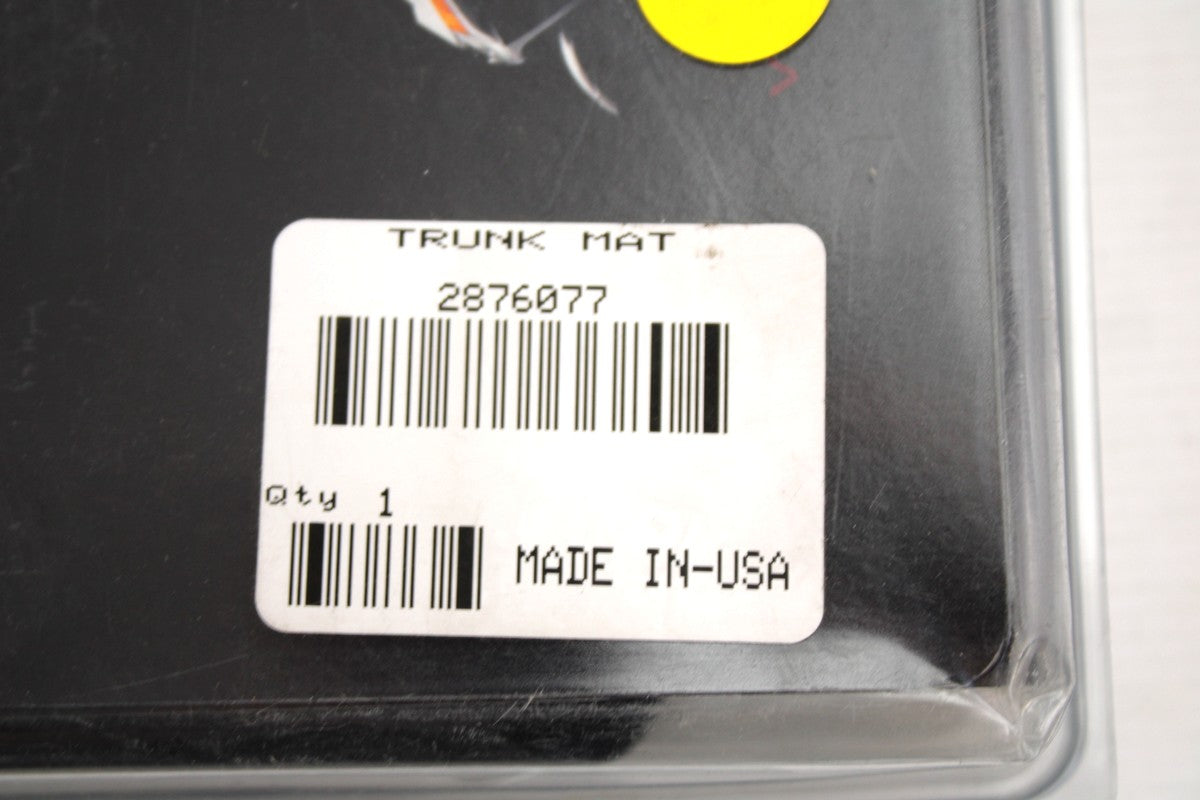 TRUNK MAT
2876077
Qty 1
MADE IN-USA